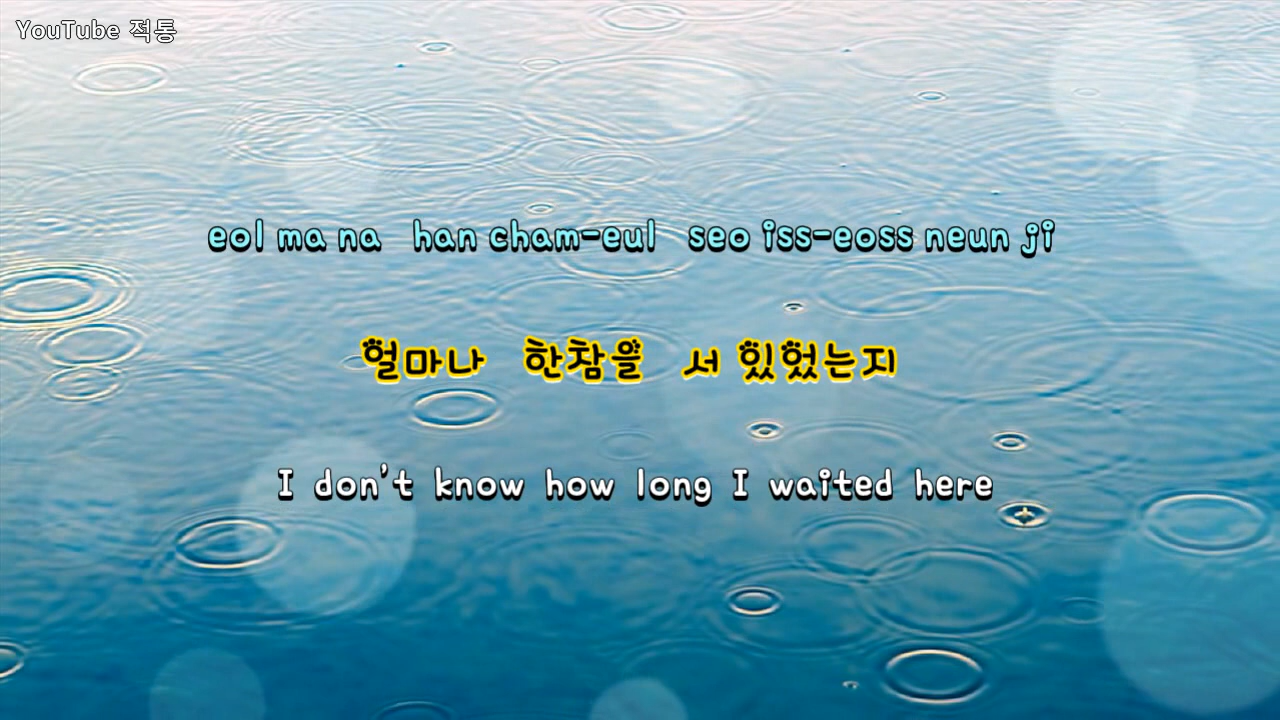 YouTube 적통
eol ma na han cham-eul seo iss-eoss neun ji
얼마나 한참을 서 있었는지
I don't know how long I waited here